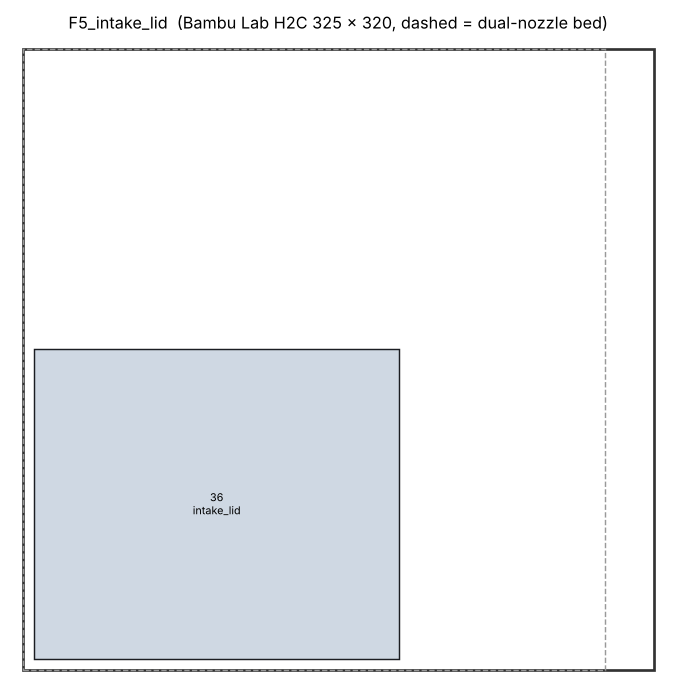 F5_intake_lid (Bambu Lab H2C 325 × 320, dashed = dual-nozzle bed)
36
intake_lid